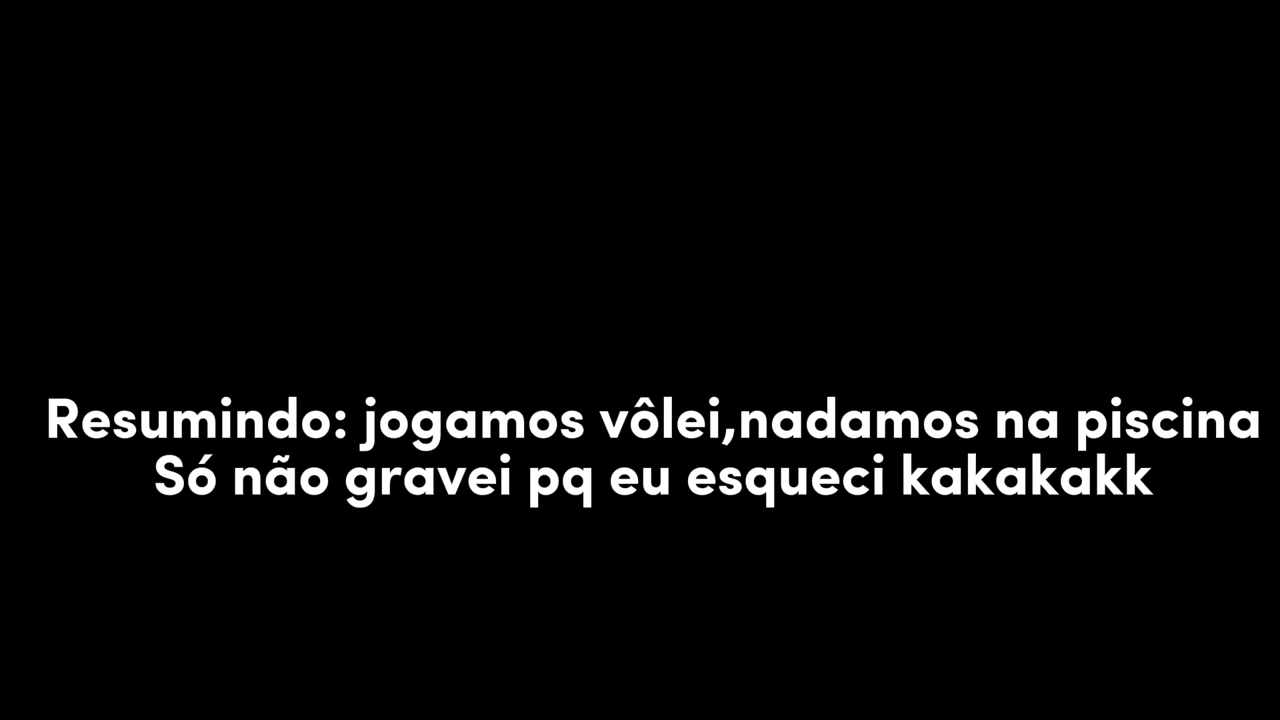 Resumindo: jogamos vôlei,nadamos na piscina
Só não gravei pq eu esqueci kakakakk